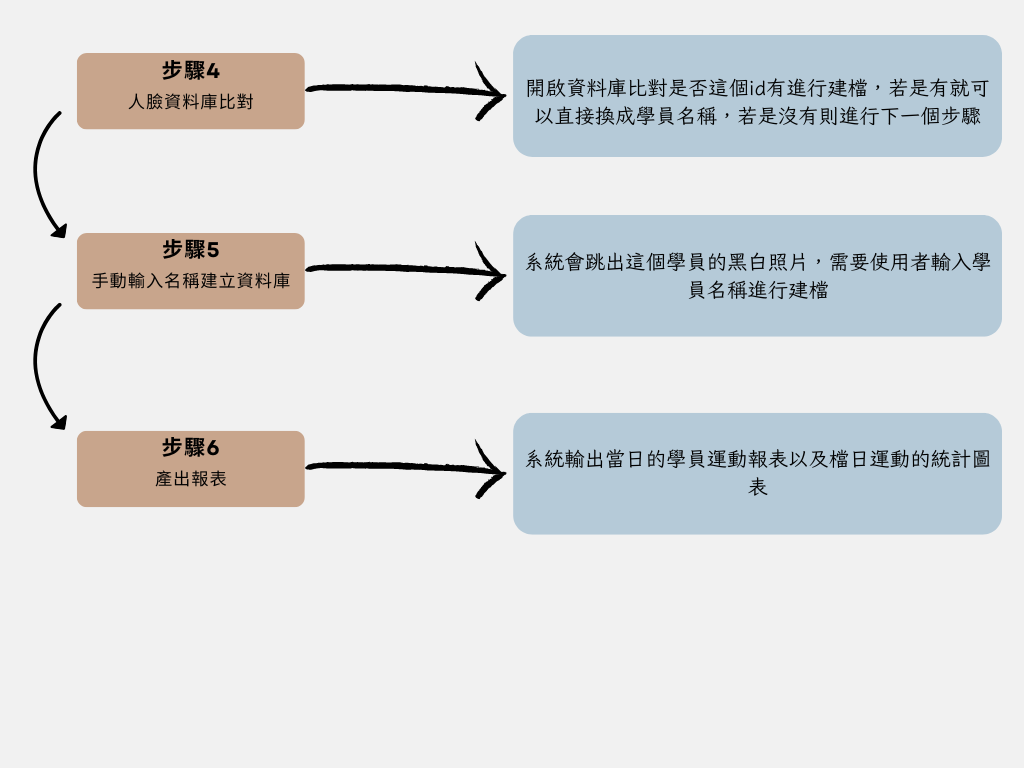 步驟4
人臉資料庫比對
開啟資料庫比對是否這個id有進行建檔，若是有就可
以直接換成學員名稱，若是沒有則進行下一個步驟
步驟5
手動輸入名稱建立資料庫
系統會跳出這個學員的黑白照片，需要使用者輸入學
員名稱進行建檔
步驟6
產出報表
系統輸出當日的學員運動報表以及檔日運動的統計圖
表